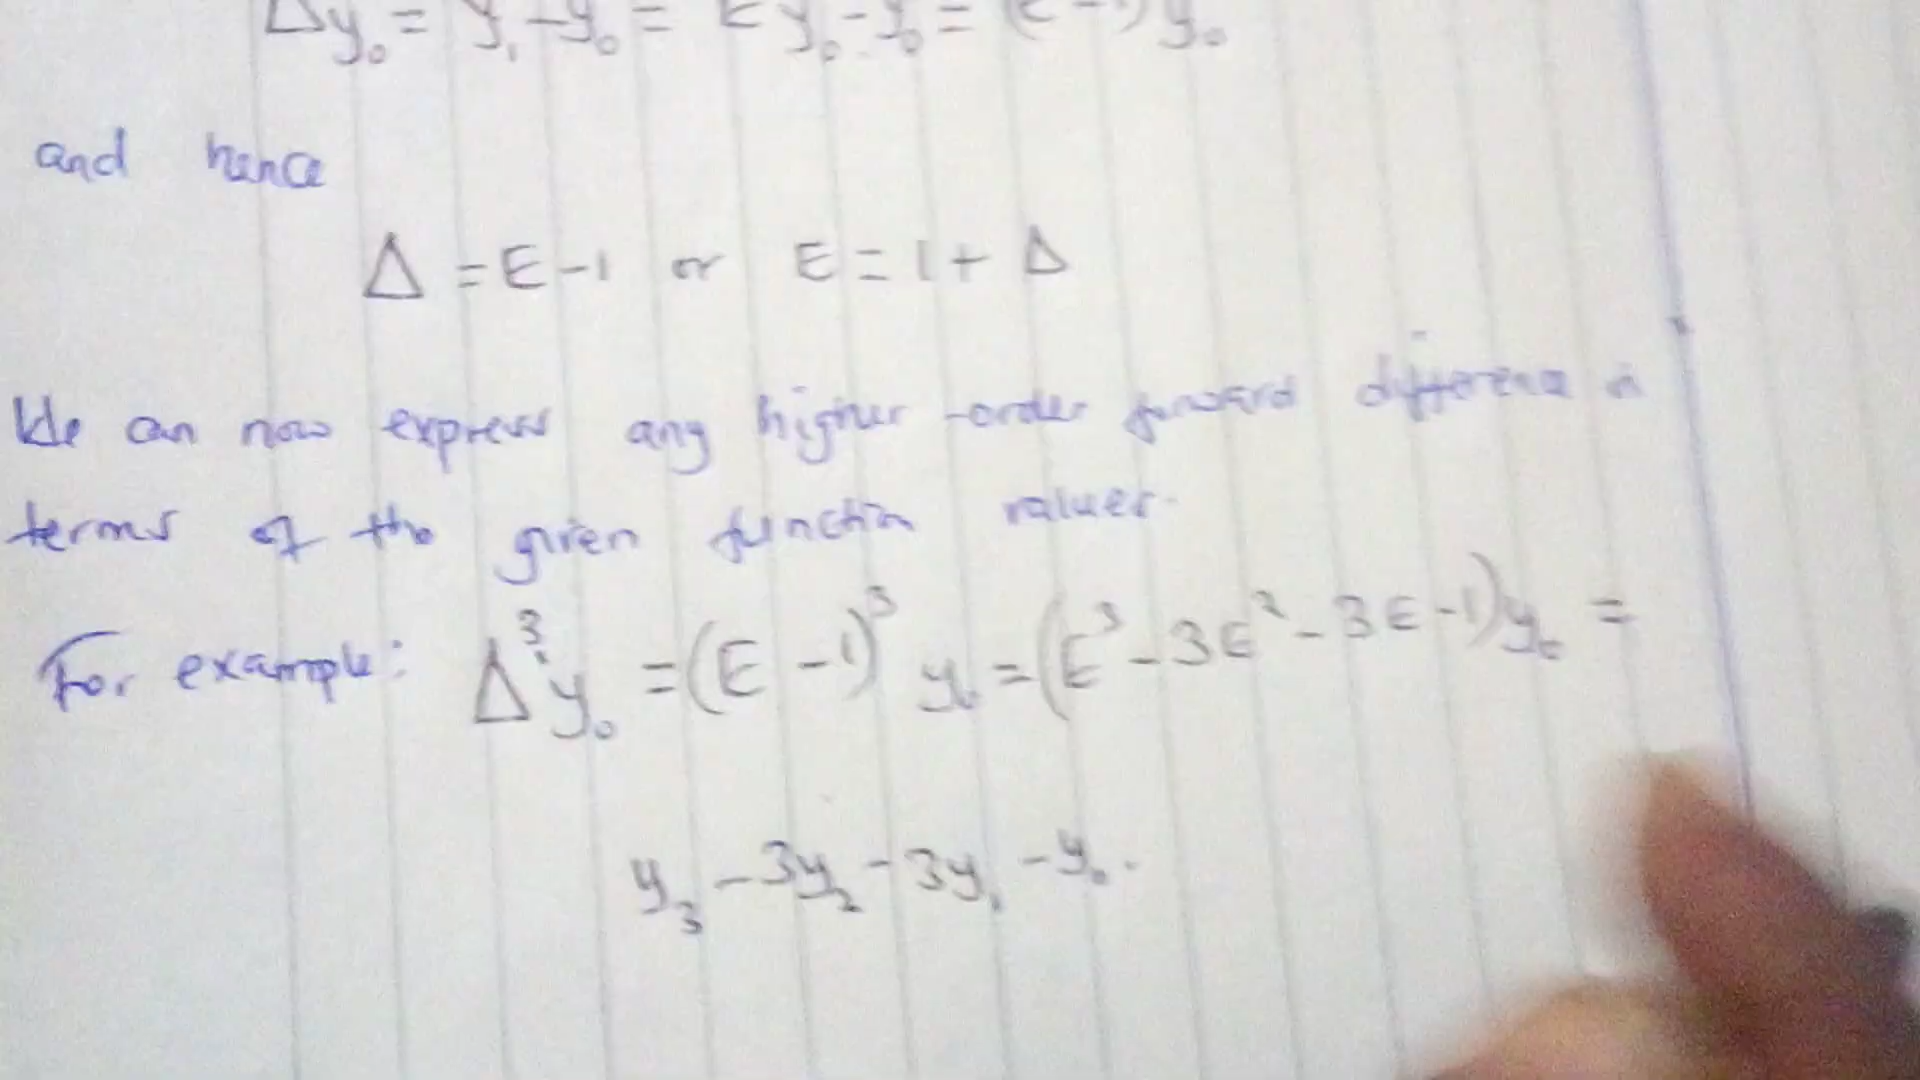 Δy₀ = y₁ - y₀ = E y₀ - y₀ = (E - 1) y₀
and hence
Δ = E - 1 or E = 1 + Δ
We can now express any higher-order forward difference in
terms of the given function values.
For example: Δ³y₀ = (E - 1)³ y₀ = (E³ - 3E² - 3E - 1)y₀ =
y₃ - 3y₂ - 3y₁ - y₀.